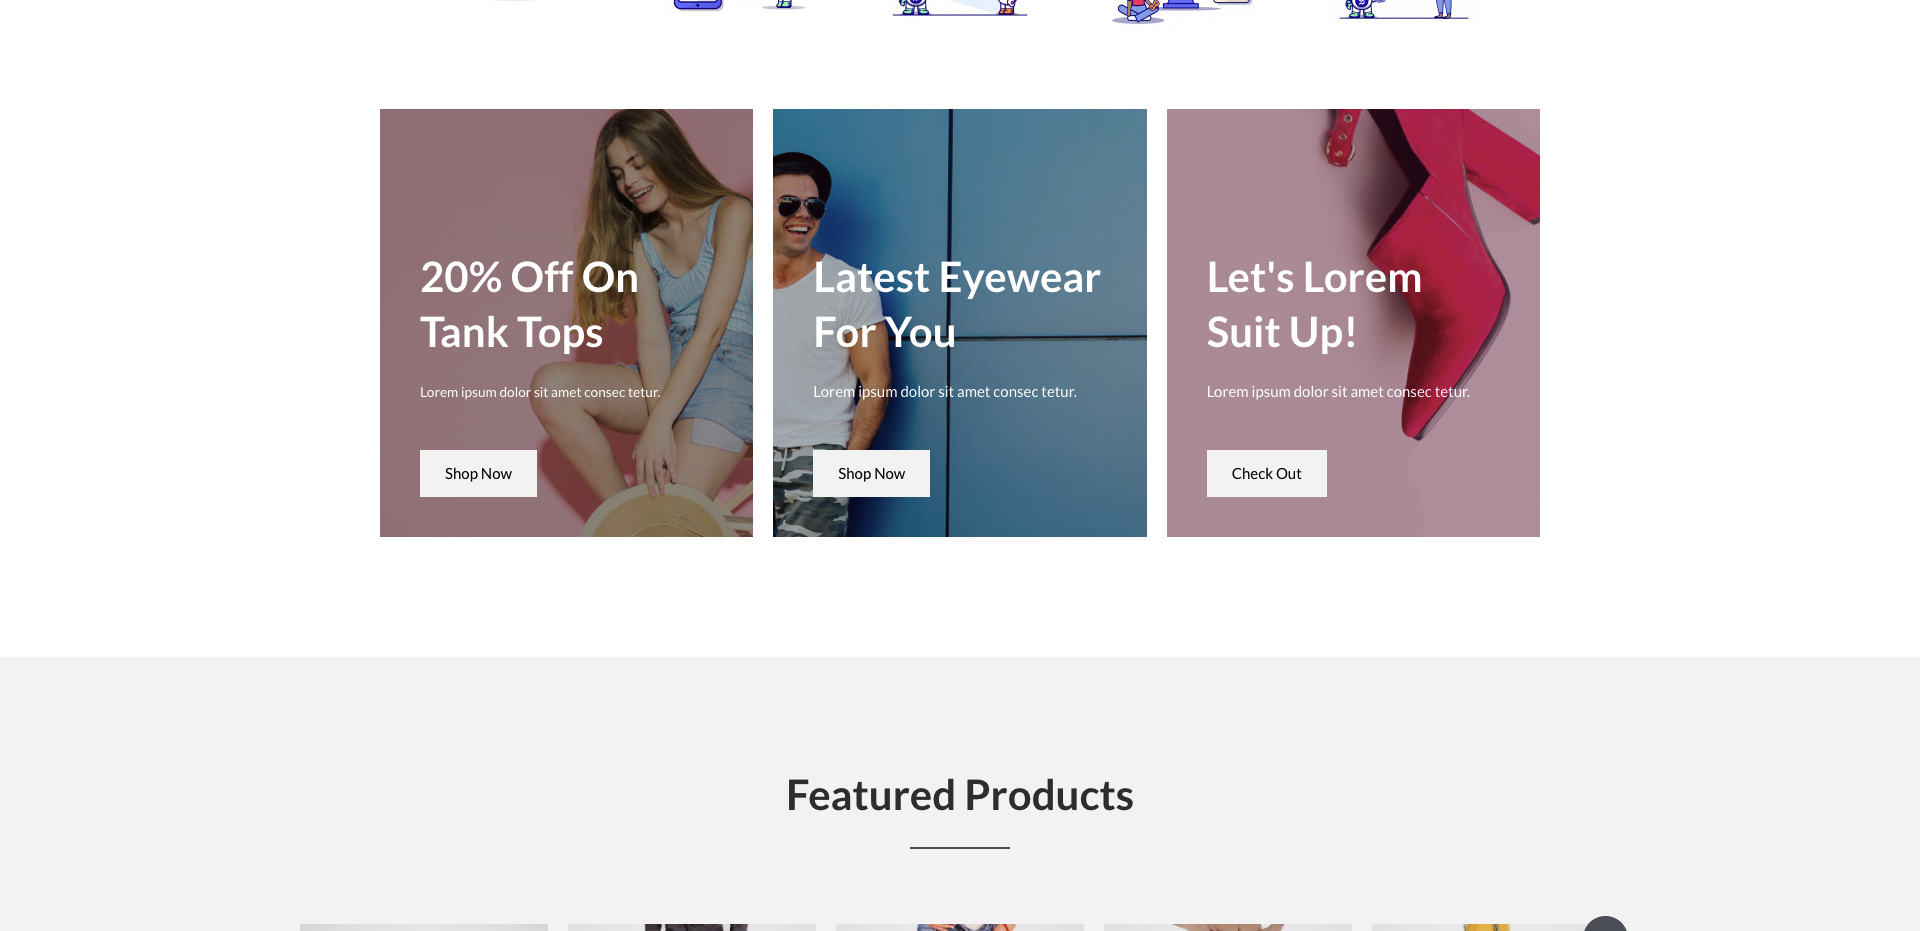 20% Off On
Tank Tops
Lorem ipsum dolor sit amet consec tetur.
Shop Now
Latest Eyewear
For You
Lorem ipsum dolor sit amet consec tetur.
Shop Now
Let's Lorem
Suit Up!
Lorem ipsum dolor sit amet consec tetur.
Check Out
Featured Products